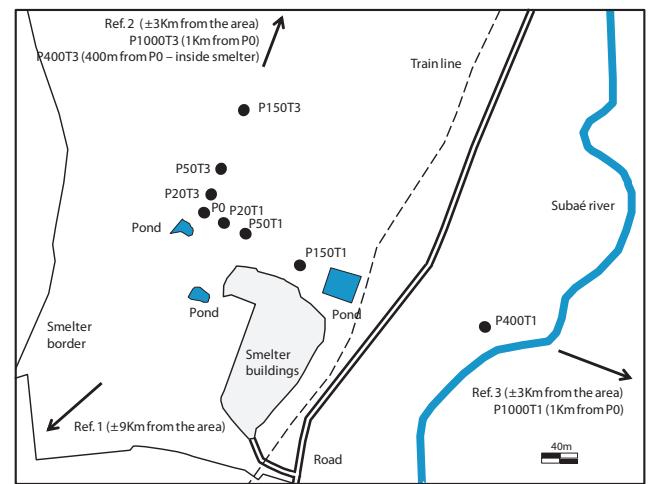 Ref. 2 (±3Km from the area)
P1000T3 (1Km from P0)
P400T3 (400m from P0 – inside smelter)
Train line
P150T3
P50T3
P20T3
P0
P20T1
P50T1
Pond
Subaé river
P150T1
Pond
Pond
P400T1
Smelter
border
Smelter
buildings
Ref. 3 (±3Km from the area)
P1000T1 (1Km from P0)
Ref. 1 (±9Km from the area)
40m
Road